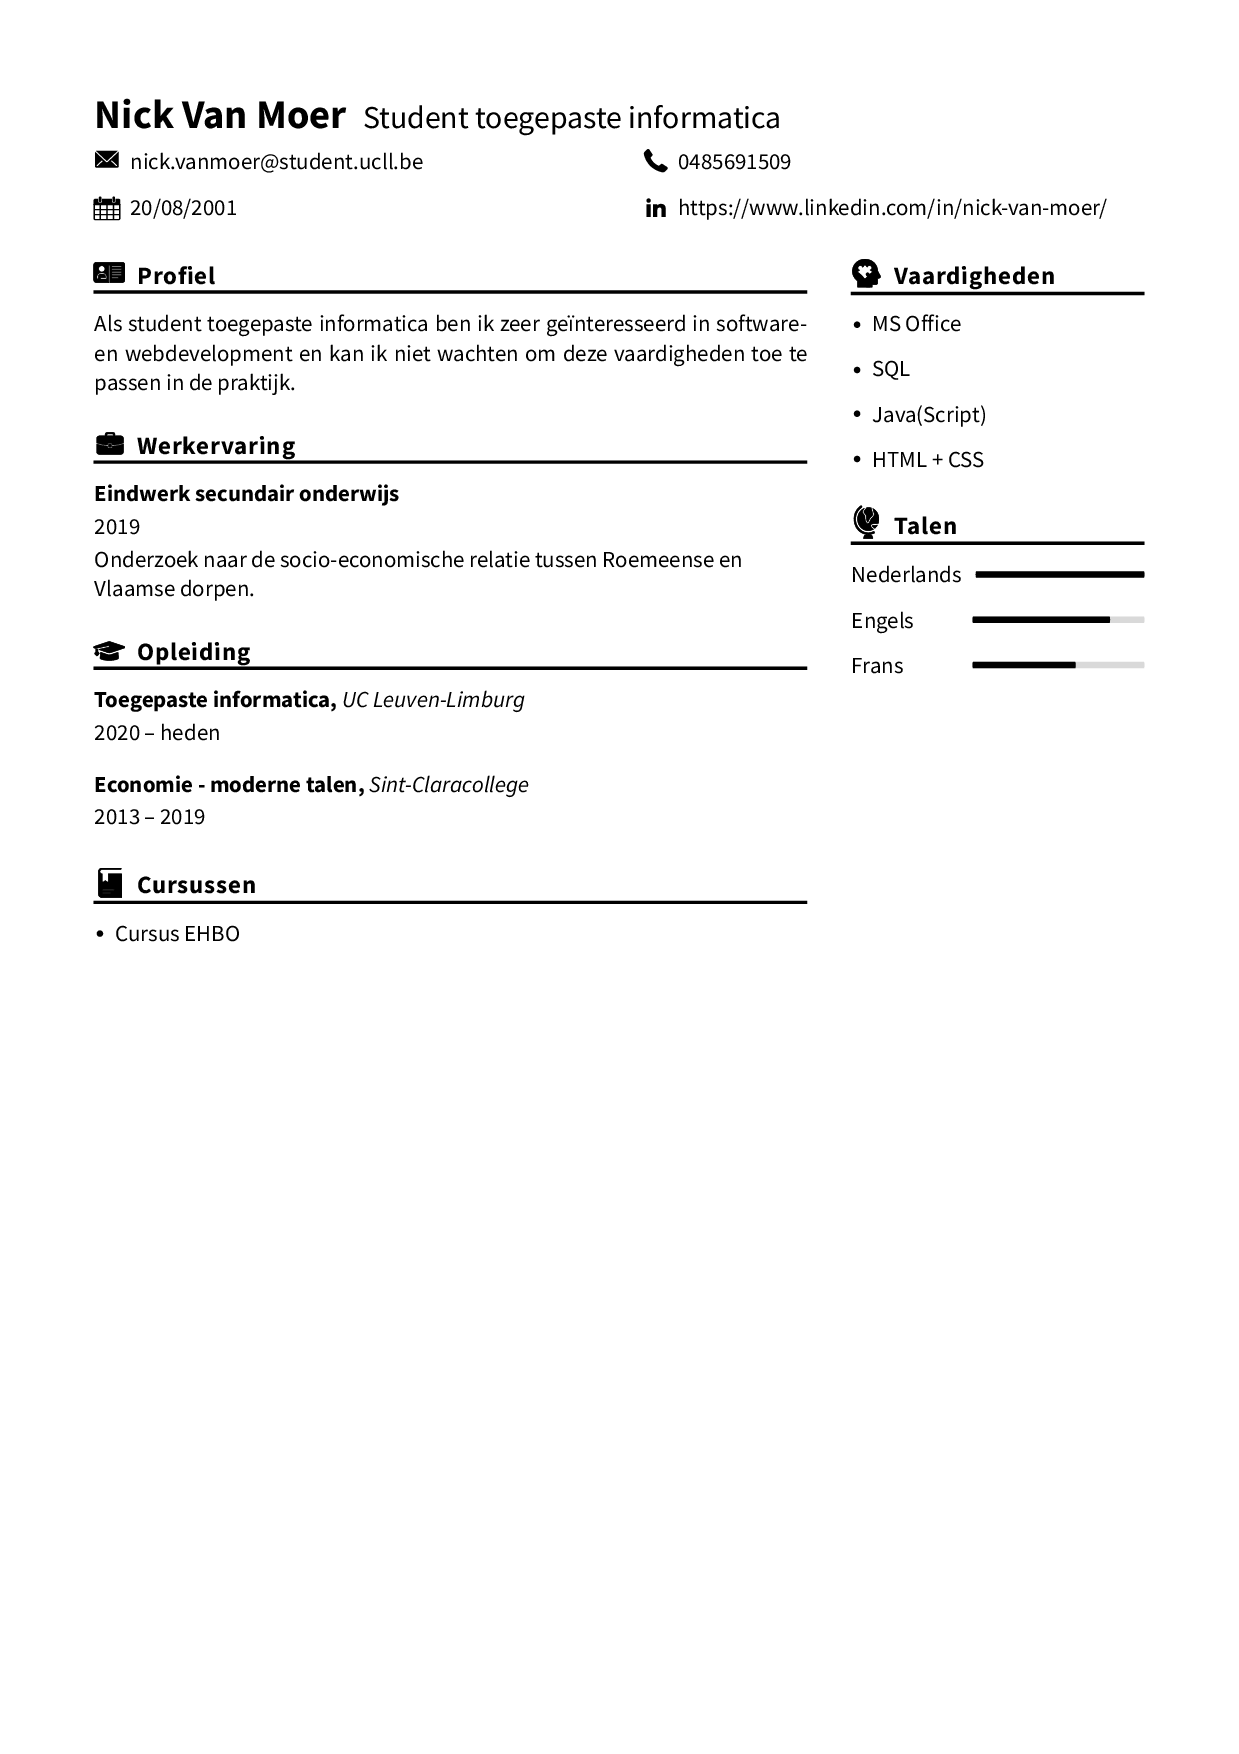 Nick Van Moer Student toegepaste informatica
nick.vanmoer@student.ucll.be
0485691509
20/08/2001
https://www.linkedin.com/in/nick-van-moer/
Profiel
Als student toegepaste informatica ben ik zeer geïnteresseerd in software-
en webdevelopment en kan ik niet wachten om deze vaardigheden toe te
passen in de praktijk.
Werkervaring
Eindwerk secundair onderwijs
2019
Onderzoek naar de socio-economische relatie tussen Roemeense en
Vlaamse dorpen.
Opleiding
Toegepaste informatica, UC Leuven-Limburg
2020 – heden
Economie - moderne talen, Sint-Claracollege
2013 – 2019
Cursussen
• Cursus EHBO
Vaardigheden
• MS Office
• SQL
• Java(Script)
• HTML + CSS
Talen
Nederlands
Engels
Frans